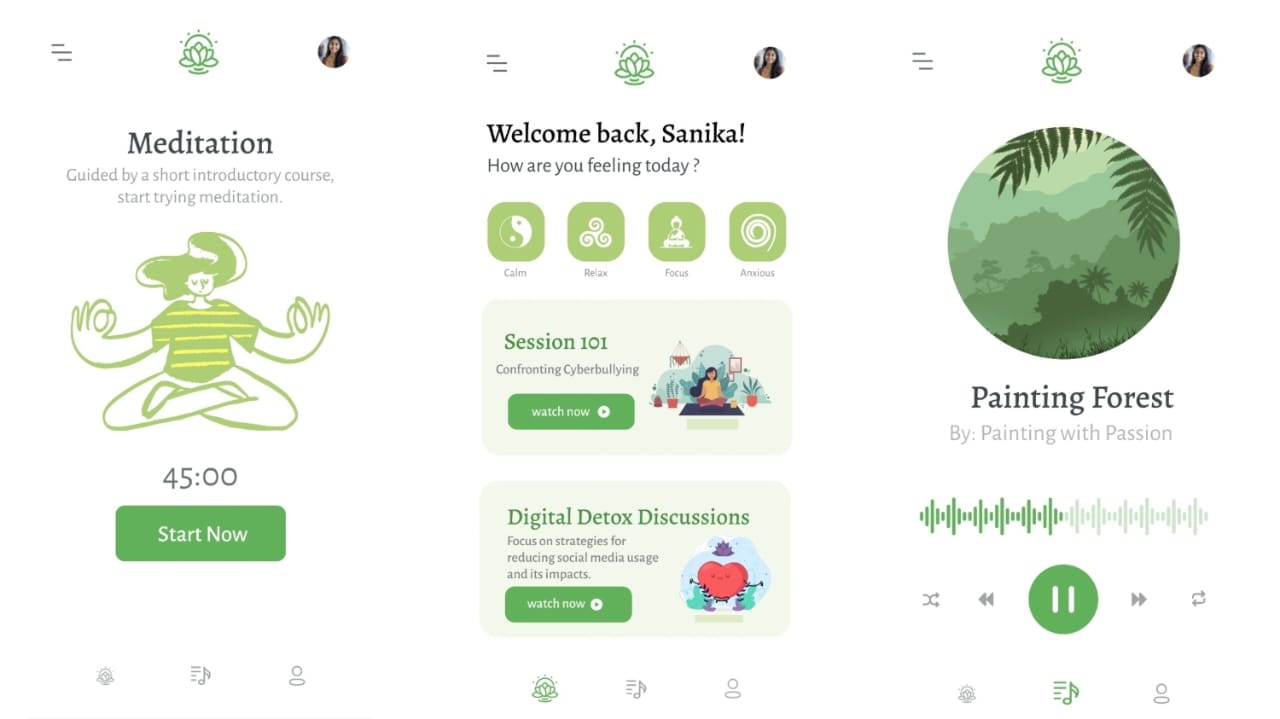 Meditation
Guided by a short introductory course,
start trying meditation.
45:00
Start Now
Welcome back, Sanika!
How are you feeling today ?
Calm
Relax
Focus
Anxious
Session 101
Confronting Cyberbullying
watch now
Digital Detox Discussions
Focus on strategies for
reducing social media usage
and its impacts.
watch now
Painting Forest
By: Painting with Passion